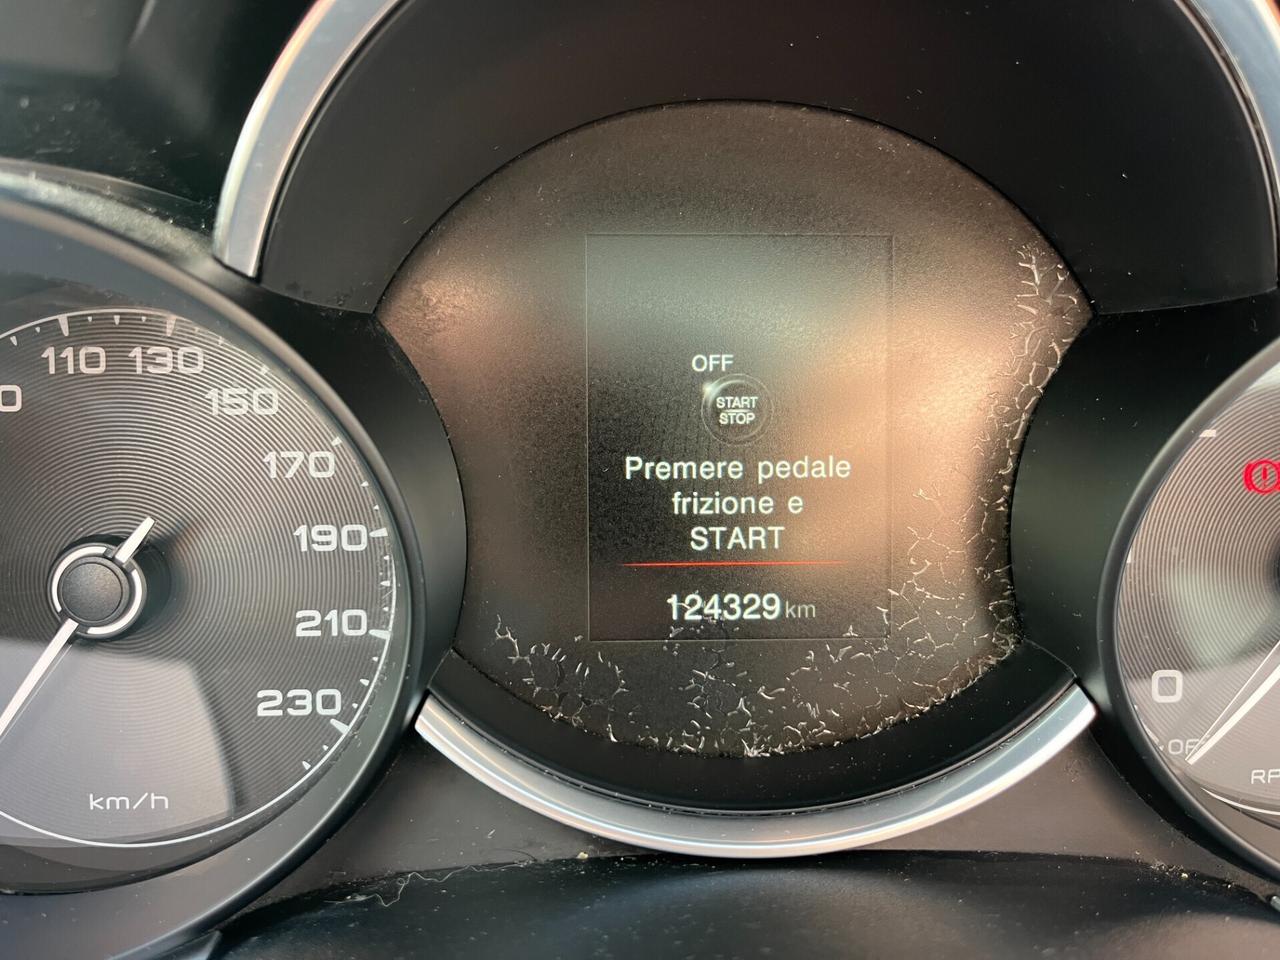 110 130
150
170
190
210
230
km/h
OFF
START
STOP
Premere pedale
frizione e
START
124329 km
0